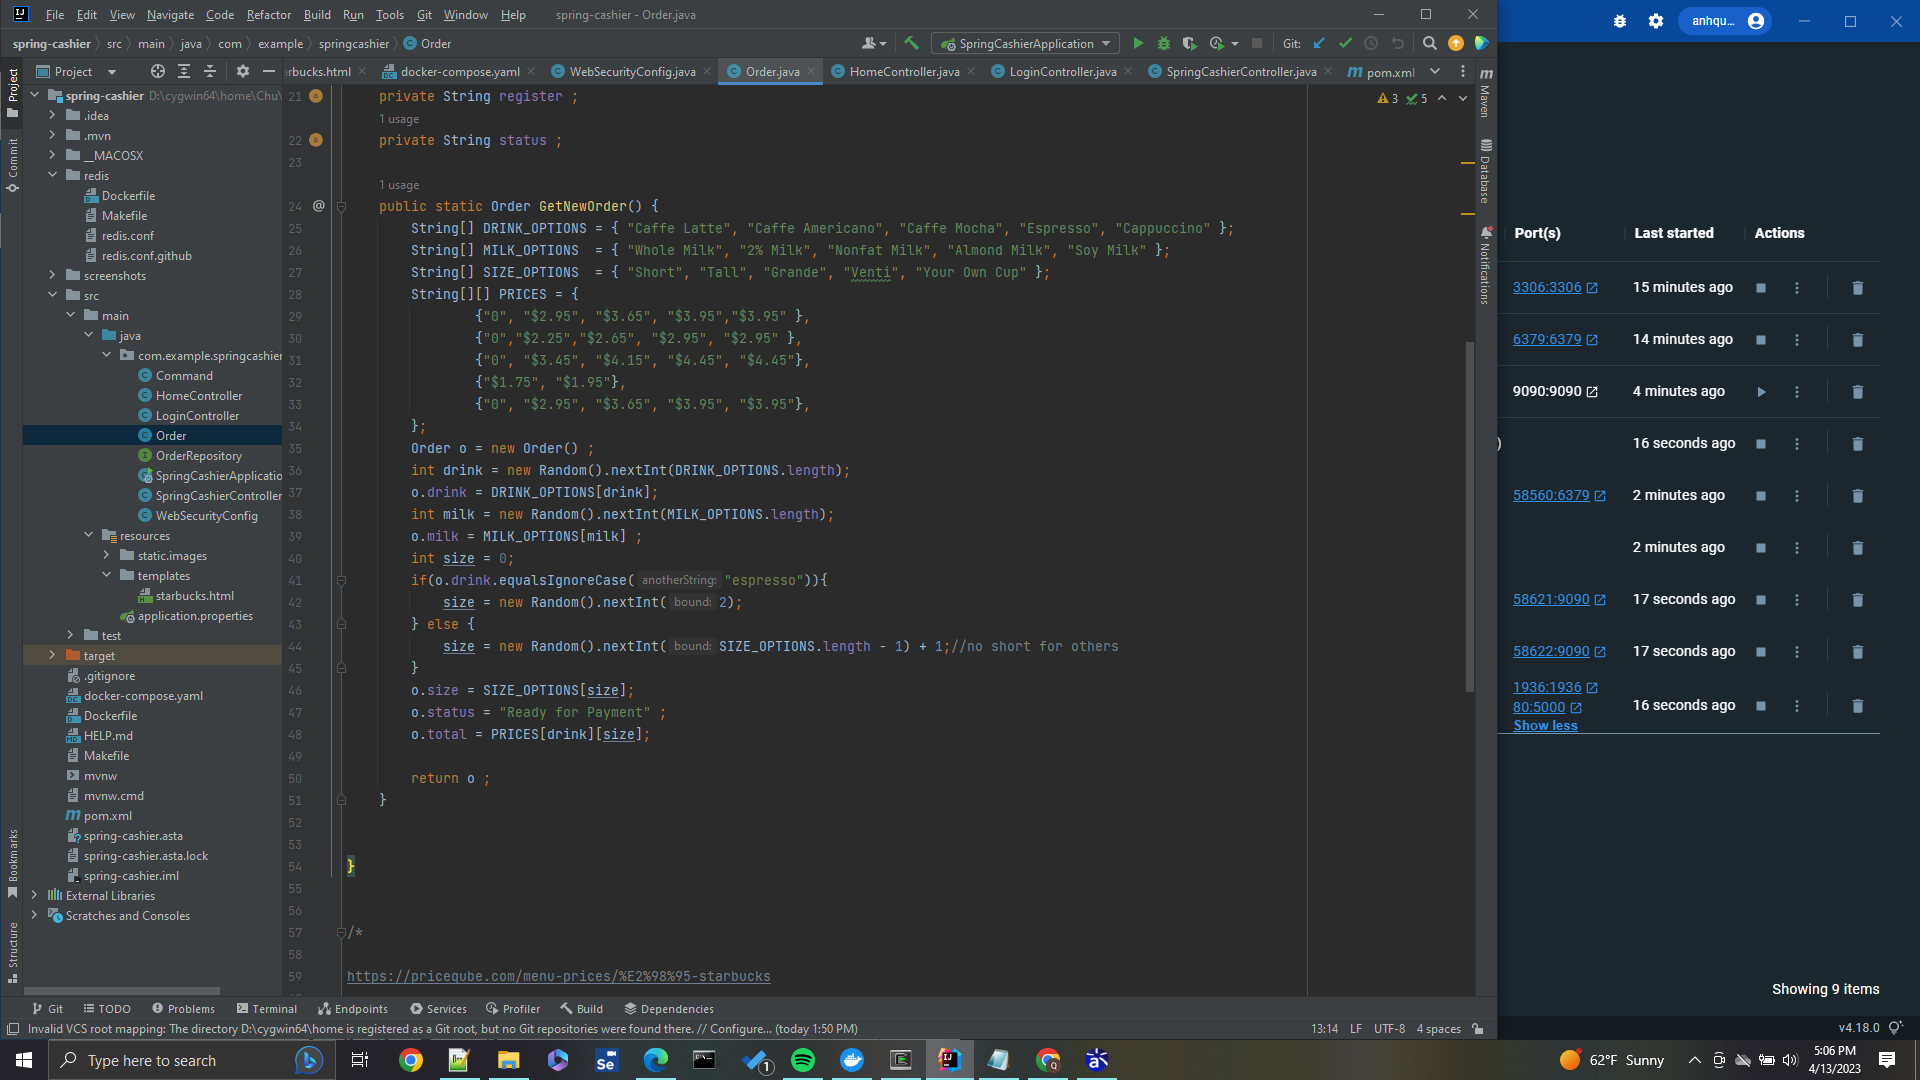 File Edit View Navigate Code Refactor Build Run Tools Git Window Help spring-cashier - Order.java
anhqu...
spring-cashier src main java com example springcashier Order
SpringCashierApplication Git:
Project
rbucks.html docker-compose.yaml WebSecurityConfig.java Order.java HomeController.java LoginController.java SpringCashierController.java pom.xml
Project
Commit
Bookmarks
Structure
spring-cashier D:\cygwin64\home\Chu\
.idea
.mvn
__MACOSX
redis
Dockerfile
Makefile
redis.conf
redis.conf.github
screenshots
src
main
java
com.example.springcashier
Command
HomeController
LoginController
Order
OrderRepository
SpringCashierApplicatio
SpringCashierController
WebSecurityConfig
resources
static.images
templates
starbucks.html
application.properties
test
target
.gitignore
docker-compose.yaml
Dockerfile
HELP.md
Makefile
mvnw
mvnw.cmd
pom.xml
spring-cashier.asta
spring-cashier.asta.lock
spring-cashier.iml
External Libraries
Scratches and Consoles
3 5
21 private String register ;
1 usage
22 private String status ;
23
1 usage
24 @ public static Order GetNewOrder() {
25 String[] DRINK_OPTIONS = { "Caffe Latte", "Caffe Americano", "Caffe Mocha", "Espresso", "Cappuccino" };
26 String[] MILK_OPTIONS  = { "Whole Milk", "2% Milk", "Nonfat Milk", "Almond Milk", "Soy Milk" };
27 String[] SIZE_OPTIONS  = { "Short", "Tall", "Grande", "Venti", "Your Own Cup" };
28 String[][] PRICES = {
29 {"0", "$2.95", "$3.65", "$3.95","$3.95" },
30 {"0","$2.25","$2.65", "$2.95", "$2.95" },
31 {"0", "$3.45", "$4.15", "$4.45", "$4.45"},
32 {"$1.75", "$1.95"},
33 {"0", "$2.95", "$3.65", "$3.95", "$3.95"},
34 };
35 Order o = new Order() ;
36 int drink = new Random().nextInt(DRINK_OPTIONS.length);
37 o.drink = DRINK_OPTIONS[drink];
38 int milk = new Random().nextInt(MILK_OPTIONS.length);
39 o.milk = MILK_OPTIONS[milk] ;
40 int size = 0;
41 if(o.drink.equalsIgnoreCase( anotherString: "espresso")){
42 size = new Random().nextInt( bound: 2);
43 } else {
44 size = new Random().nextInt( bound: SIZE_OPTIONS.length - 1) + 1;//no short for others
45 }
46 o.size = SIZE_OPTIONS[size];
47 o.status = "Ready for Payment" ;
48 o.total = PRICES[drink][size];
49
50 return o ;
51 }
52
53
54 }
55
56
57 /*
58
59 https://priceqube.com/menu-prices/%E2%98%95-starbucks
Maven
Database
Notifications
Port(s) Last started Actions
3306:3306 15 minutes ago
6379:6379 14 minutes ago
9090:9090 4 minutes ago
) 16 seconds ago
58560:6379 2 minutes ago
2 minutes ago
58621:9090 17 seconds ago
58622:9090 17 seconds ago
1936:1936
80:5000 16 seconds ago
Show less
Showing 9 items
v4.18.0
Git TODO Problems Terminal Endpoints Services Profiler Build Dependencies
Invalid VCS root mapping: The directory D:\cygwin64\home is registered as a Git root, but no Git repositories were found there. // Configure... (today 1:50 PM) 13:14 LF UTF-8 4 spaces
Type here to search
Se
1
62°F Sunny
5:06 PM
4/13/2023